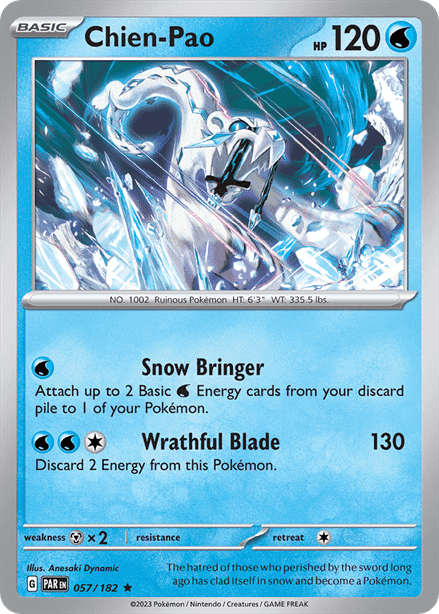 BASIC
Chien-Pao
HP 120
NO. 1002 Ruinous Pokémon HT: 6'3" WT: 335.5 lbs.
Snow Bringer
Attach up to 2 Basic Energy cards from your discard
pile to 1 of your Pokémon.
Wrathful Blade 130
Discard 2 Energy from this Pokémon.
weakness ×2 resistance retreat
Illus. Anesaki Dynamic
G PAR EN 057/182 ★
The hatred of those who perished by the sword long
ago has clad itself in snow and become a Pokémon.
©2023 Pokémon / Nintendo / Creatures / GAME FREAK